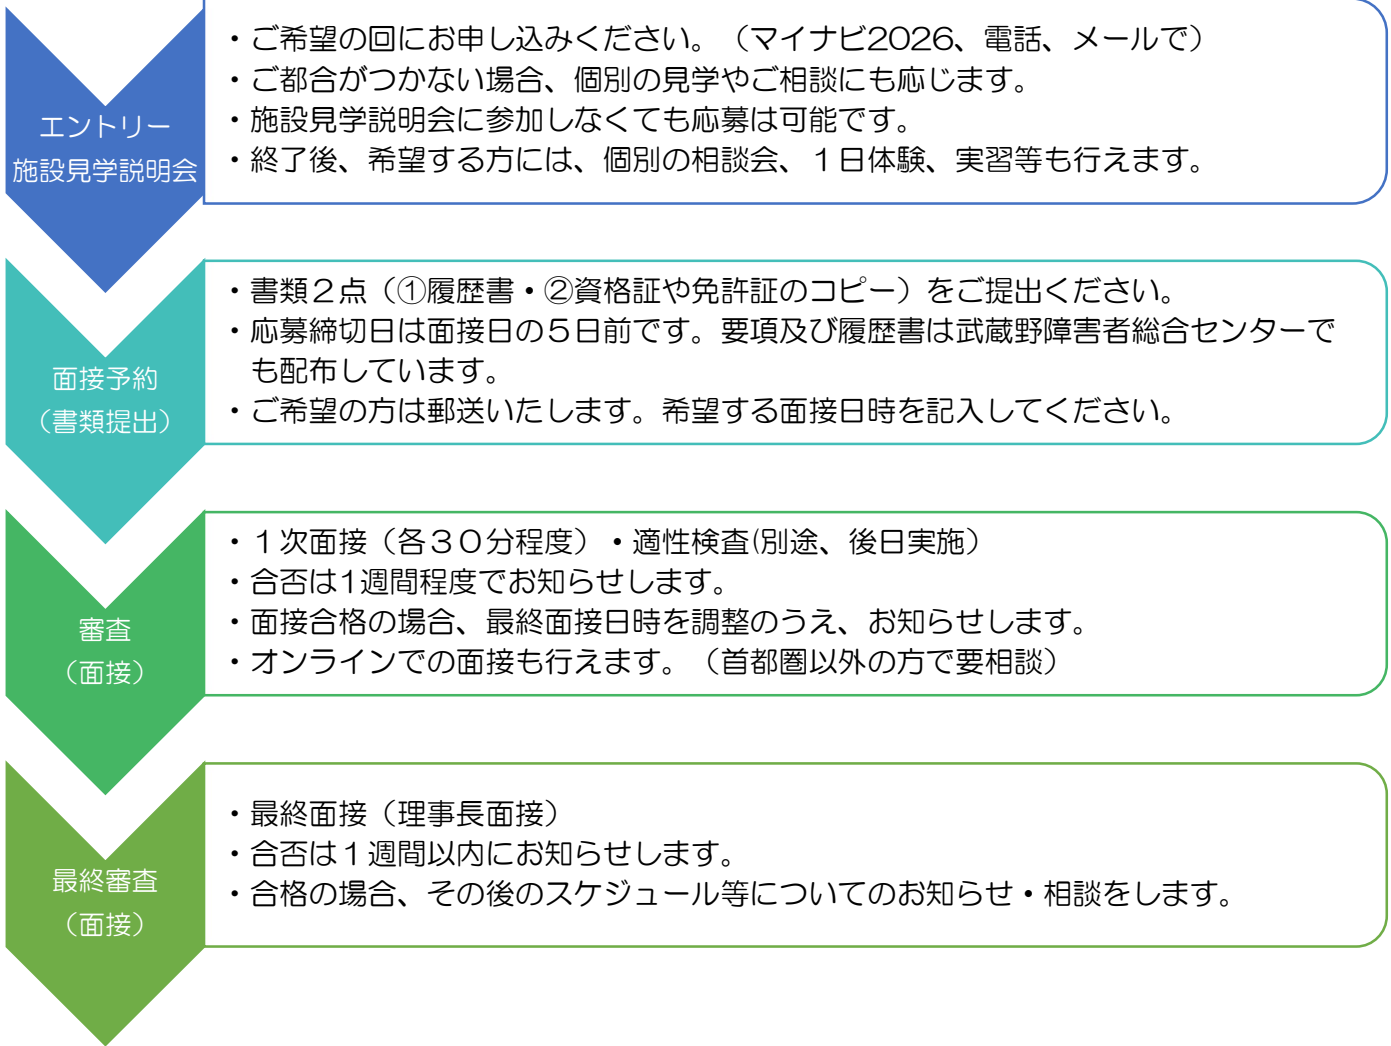 エントリー
施設見学説明会
・ご希望の回にお申し込みください。（マイナビ2026、電話、メールで）
・ご都合がつかない場合、個別の見学やご相談にも応じます。
・施設見学説明会に参加しなくても応募は可能です。
・終了後、希望する方には、個別の相談会、１日体験、実習等も行えます。
面接予約
（書類提出）
・書類２点（①履歴書・②資格証や免許証のコピー）をご提出ください。
・応募締切日は面接日の５日前です。要項及び履歴書は武蔵野障害者総合センターで
も配布しています。
・ご希望の方は郵送いたします。希望する面接日時を記入してください。
審査
（面接）
・１次面接（各３０分程度）・適性検査(別途、後日実施）
・合否は1週間程度でお知らせします。
・面接合格の場合、最終面接日時を調整のうえ、お知らせします。
・オンラインでの面接も行えます。（首都圏以外の方で要相談）
最終審査
（面接）
・最終面接（理事長面接）
・合否は１週間以内にお知らせします。
・合格の場合、その後のスケジュール等についてのお知らせ・相談をします。